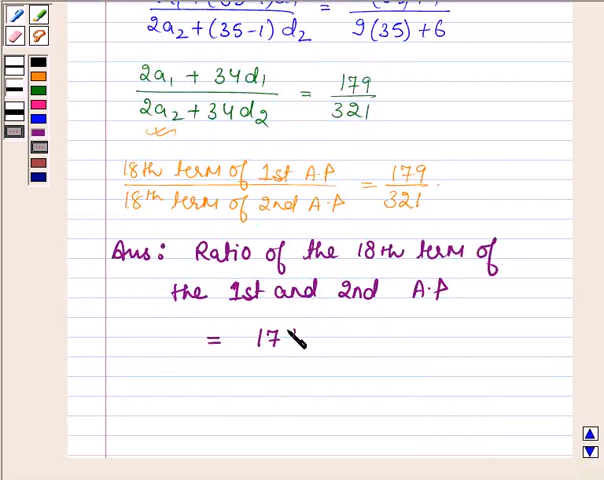 2a₂ + (35-1) d₂ = 9(35) + 6
2a₁ + 34d₁ / 2a₂ + 34d₂ = 179 / 321
18th term of 1st A.P / 18th term of 2nd A.P = 179 / 321.
Ans: Ratio of the 18th term of
the 1st and 2nd A.P
= 17